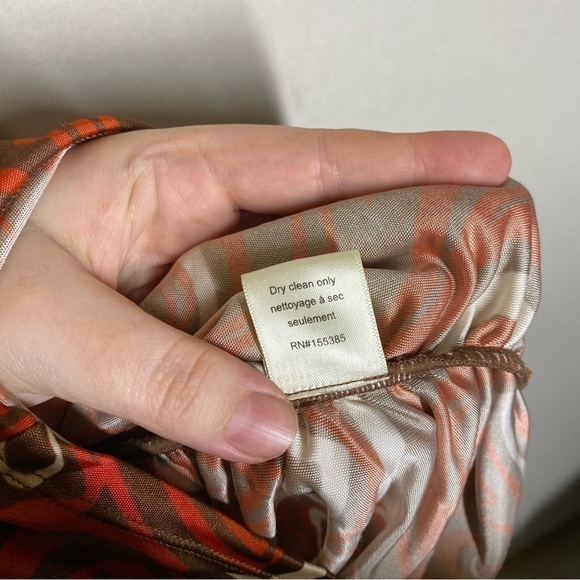 Dry clean only
nettoyage à sec
seulement
RN#155385